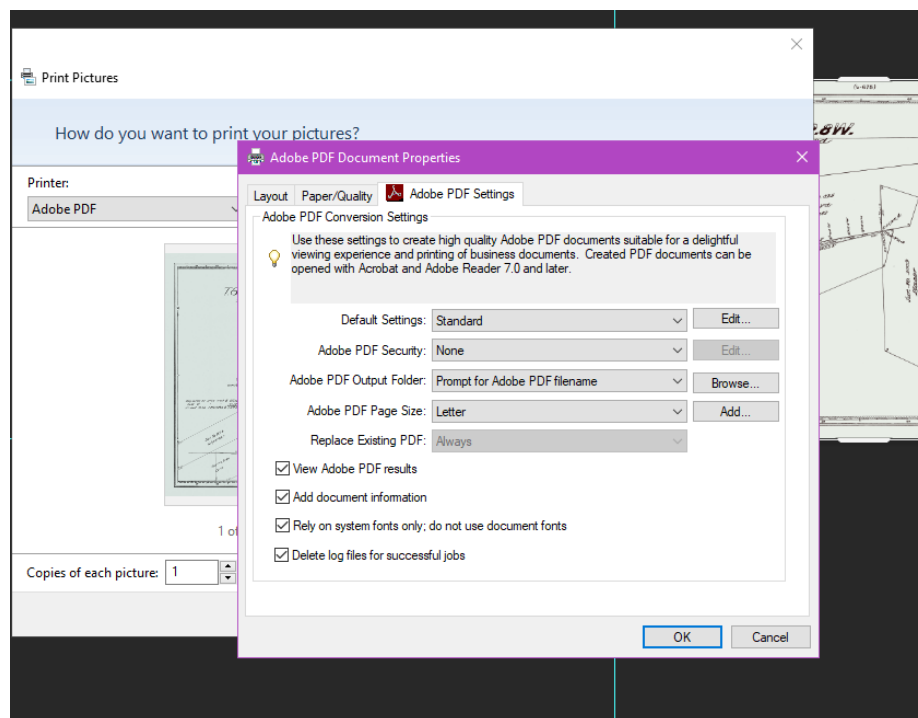 Print Pictures
How do you want to print your pictures?
Printer:
Adobe PDF
1 of
Copies of each picture: 1
Adobe PDF Document Properties
Layout Paper/Quality Adobe PDF Settings
Adobe PDF Conversion Settings
Use these settings to create high quality Adobe PDF documents suitable for a delightful
viewing experience and printing of business documents. Created PDF documents can be
opened with Acrobat and Adobe Reader 7.0 and later.
Default Settings: Standard Edit...
Adobe PDF Security: None Edit...
Adobe PDF Output Folder: Prompt for Adobe PDF filename Browse...
Adobe PDF Page Size: Letter Add...
Replace Existing PDF: Always
View Adobe PDF results
Add document information
Rely on system fonts only; do not use document fonts
Delete log files for successful jobs
OK Cancel